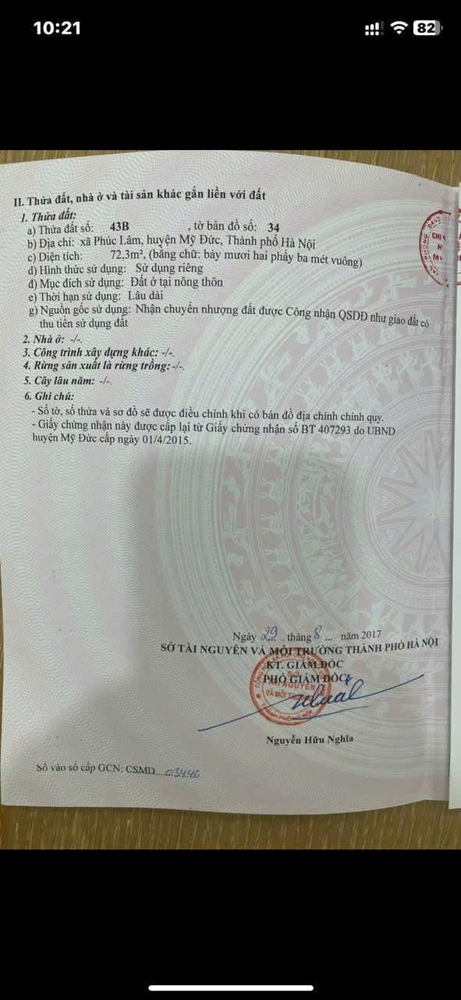 10:21
82
II. Thửa đất, nhà ở và tài sản khác gắn liền với đất
1. Thửa đất:
a) Thửa đất số: 43B , tờ bản đồ số: 34
b) Địa chỉ: xã Phúc Lâm, huyện Mỹ Đức, Thành phố Hà Nội
c) Diện tích: 72,3m², (bằng chữ: bảy mươi hai phẩy ba mét vuông)
d) Hình thức sử dụng: Sử dụng riêng
đ) Mục đích sử dụng: Đất ở tại nông thôn
e) Thời hạn sử dụng: Lâu dài
g) Nguồn gốc sử dụng: Nhận chuyển nhượng đất được Công nhận QSDĐ như giao đất có
thu tiền sử dụng đất
2. Nhà ở: -/-.
3. Công trình xây dựng khác: -/-.
4. Rừng sản xuất là rừng trồng: -/-.
5. Cây lâu năm: -/-.
6. Ghi chú:
- Số tờ, số thửa và sơ đồ sẽ được điều chỉnh khi có bản đồ địa chính chính quy.
- Giấy chứng nhận này được cấp lại từ Giấy chứng nhận số BT 407293 do UBND
huyện Mỹ Đức cấp ngày 01/4/2015.
Ngày 29 tháng 8 ... năm 2017
SỞ TÀI NGUYÊN VÀ MÔI TRƯỜNG THÀNH PHỐ HÀ NỘI
KT. GIÁM ĐỐC
PHÓ GIÁM ĐỐC
SỞ
TÀI NGUYÊN
VÀ MÔI TRƯỜNG
THÀNH PHỐ HÀ NỘI
Nguyễn Hữu Nghĩa
Số vào sổ cấp GCN: CSMD....03446